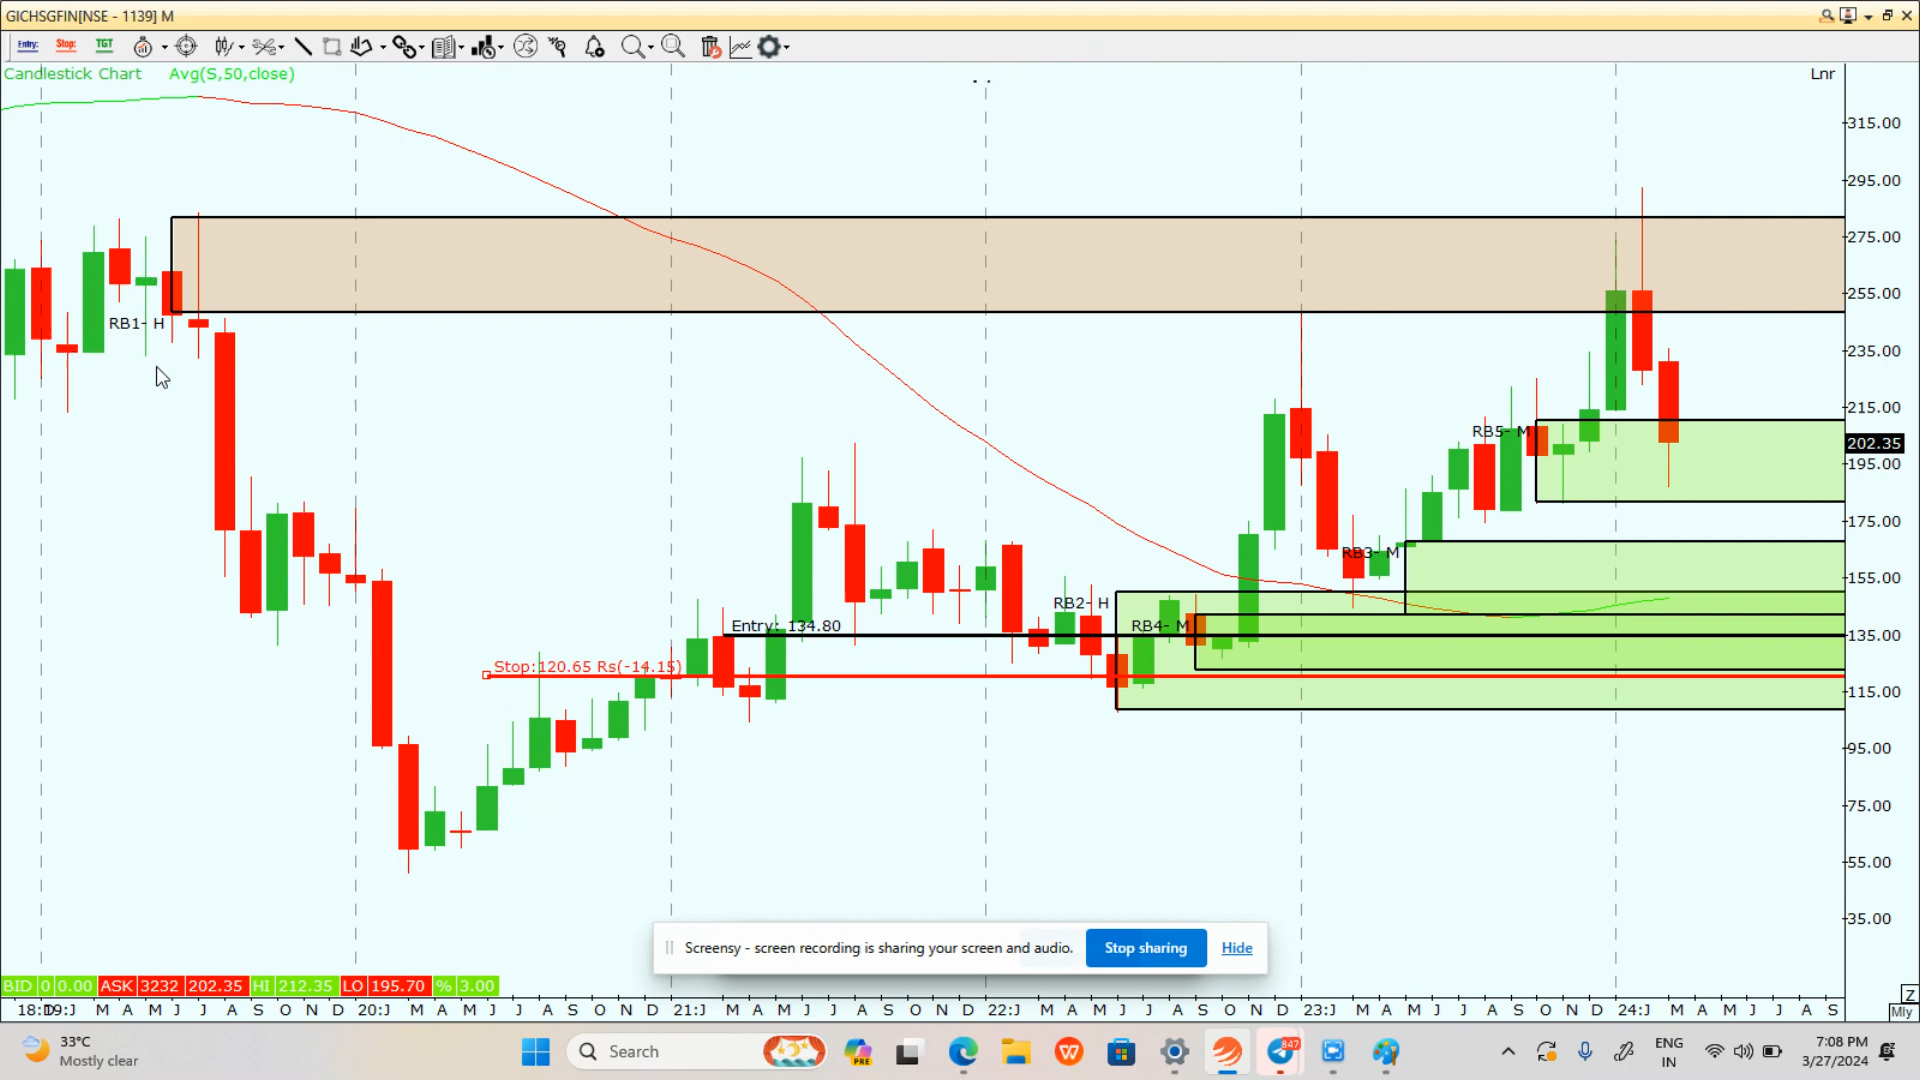 GICHSGFIN[NSE - 1139] M
Entry: Stop: TGT
Candlestick Chart Avg(S,50,close)
Lnr
315.00
295.00
275.00
255.00
235.00
215.00
202.35
195.00
175.00
155.00
135.00
115.00
95.00
75.00
55.00
35.00
RB1- H
RB5- M
RB3- M
RB2- H
RB4- M
Entry: 134.80
Stop:120.65 Rs(-14.15)
Screensy - screen recording is sharing your screen and audio. Stop sharing Hide
BID 0 0.00 ASK 3232 202.35 HI 212.35 LO 195.70 % 3.00
Z
M A M J J A S O N D 20:J M A M J J A S O N D 21:J M A M J J A S O N D 22:J M A M J J A S O N D 23:J M A M J J A S O N D 24:J M A M J J A S
Mly
33°C
Mostly clear
Search
PRE
847
ENG
IN
7:08 PM
3/27/2024